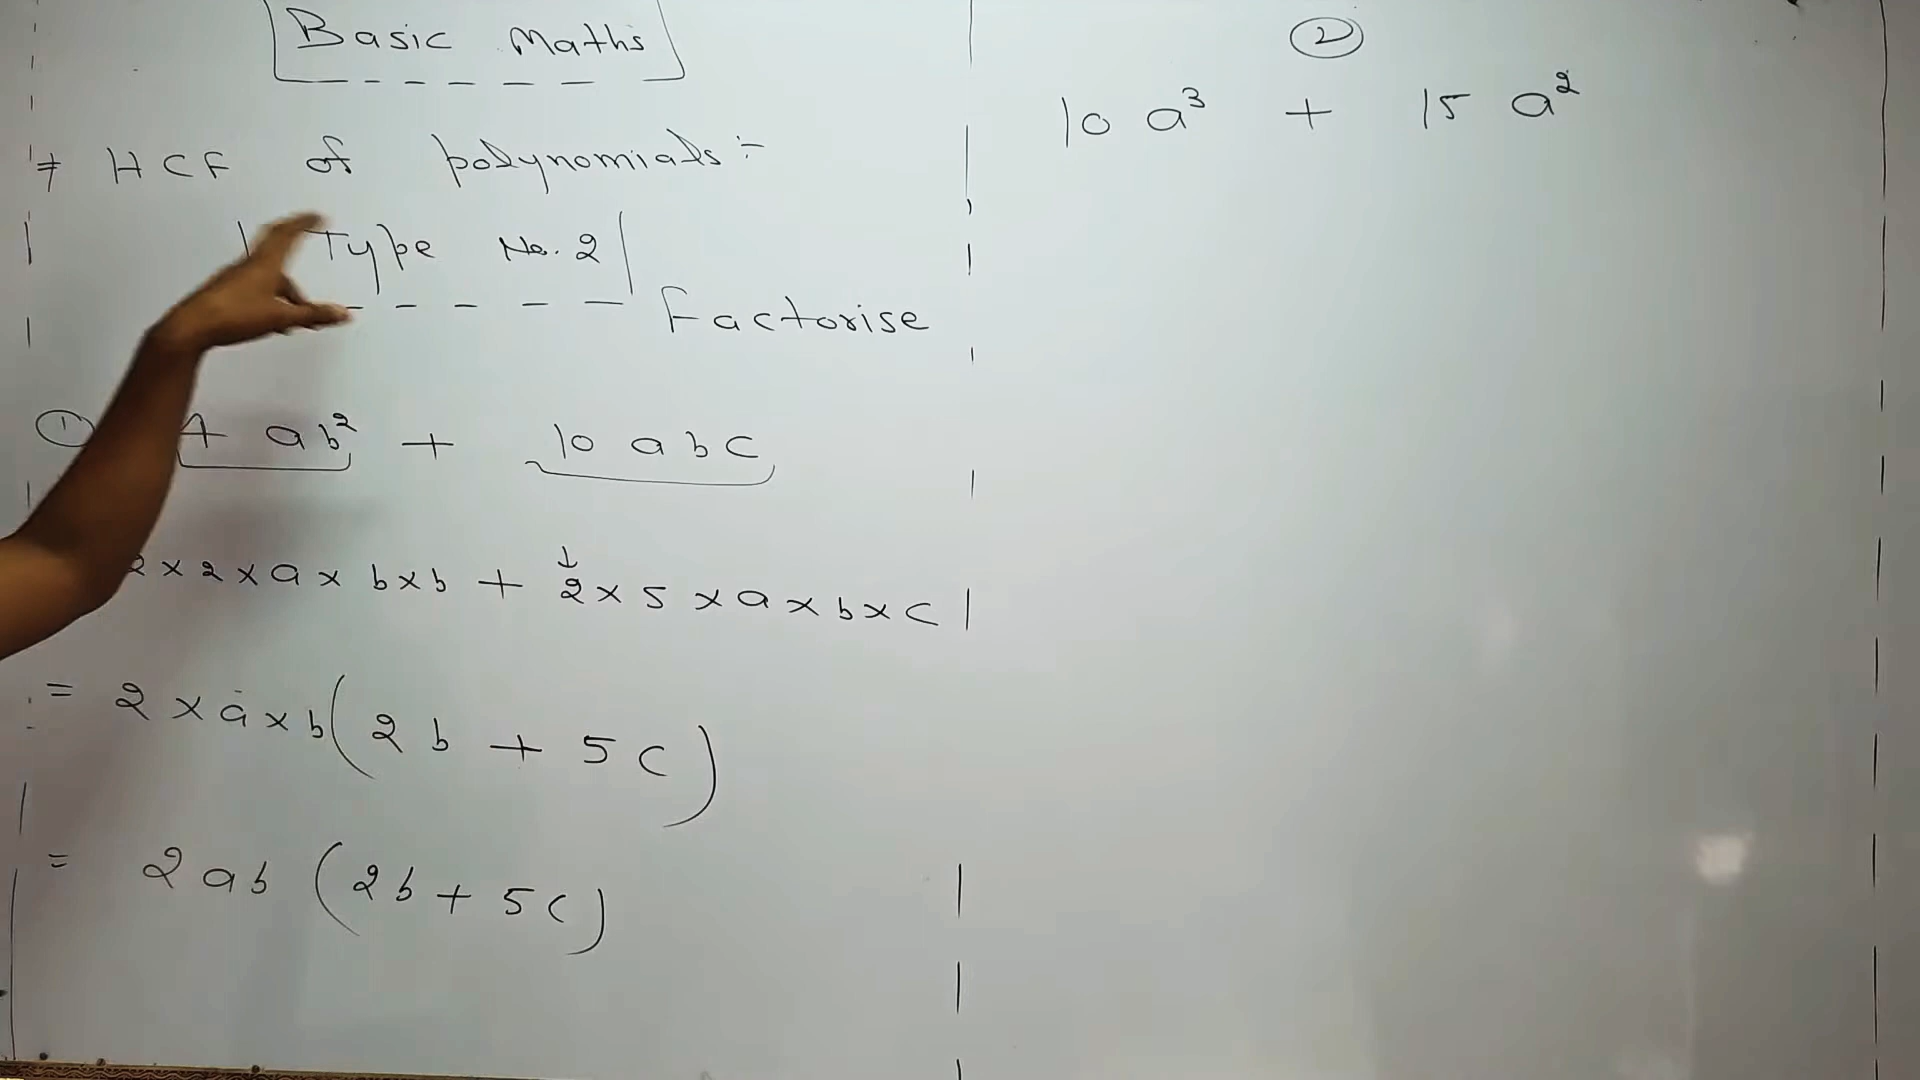 Basic Maths
≠ HCF of polynomials :-
Type No. 2
Factorise
① 4 ab² + 10 abc
2 × 2 × a × b × b + 2 × 5 × a × b × c
= 2 × a × b ( 2b + 5c )
= 2ab ( 2b + 5c )
②
10 a³ + 15 a²